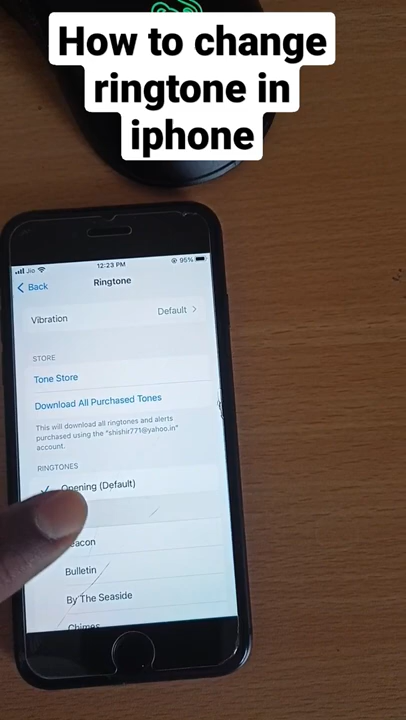 How to change
ringtone in
iphone
Jio
12:23 PM
95%
Back
Ringtone
Vibration
Default
STORE
Tone Store
Download All Purchased Tones
This will download all ringtones and alerts
purchased using the "shishir771@yahoo.in"
account.
RINGTONES
Opening (Default)
eacon
Bulletin
By The Seaside
Chimes